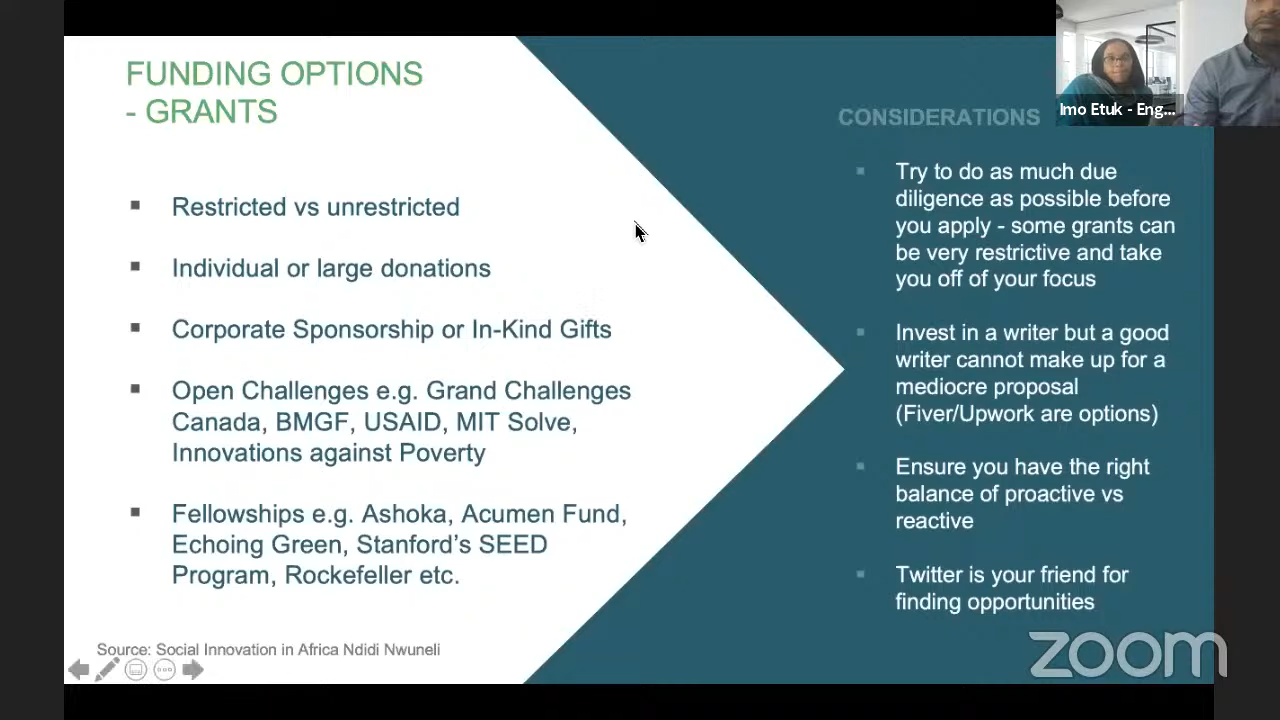 FUNDING OPTIONS
- GRANTS
Restricted vs unrestricted
Individual or large donations
Corporate Sponsorship or In-Kind Gifts
Open Challenges e.g. Grand Challenges
Canada, BMGF, USAID, MIT Solve,
Innovations against Poverty
Fellowships e.g. Ashoka, Acumen Fund,
Echoing Green, Stanford's SEED
Program, Rockefeller etc.
Source: Social Innovation in Africa Ndidi Nwuneli
CONSIDERATIONS
Try to do as much due
diligence as possible before
you apply - some grants can
be very restrictive and take
you off of your focus
Invest in a writer but a good
writer cannot make up for a
mediocre proposal
(Fiver/Upwork are options)
Ensure you have the right
balance of proactive vs
reactive
Twitter is your friend for
finding opportunities
Imo Etuk - Eng...
zoom